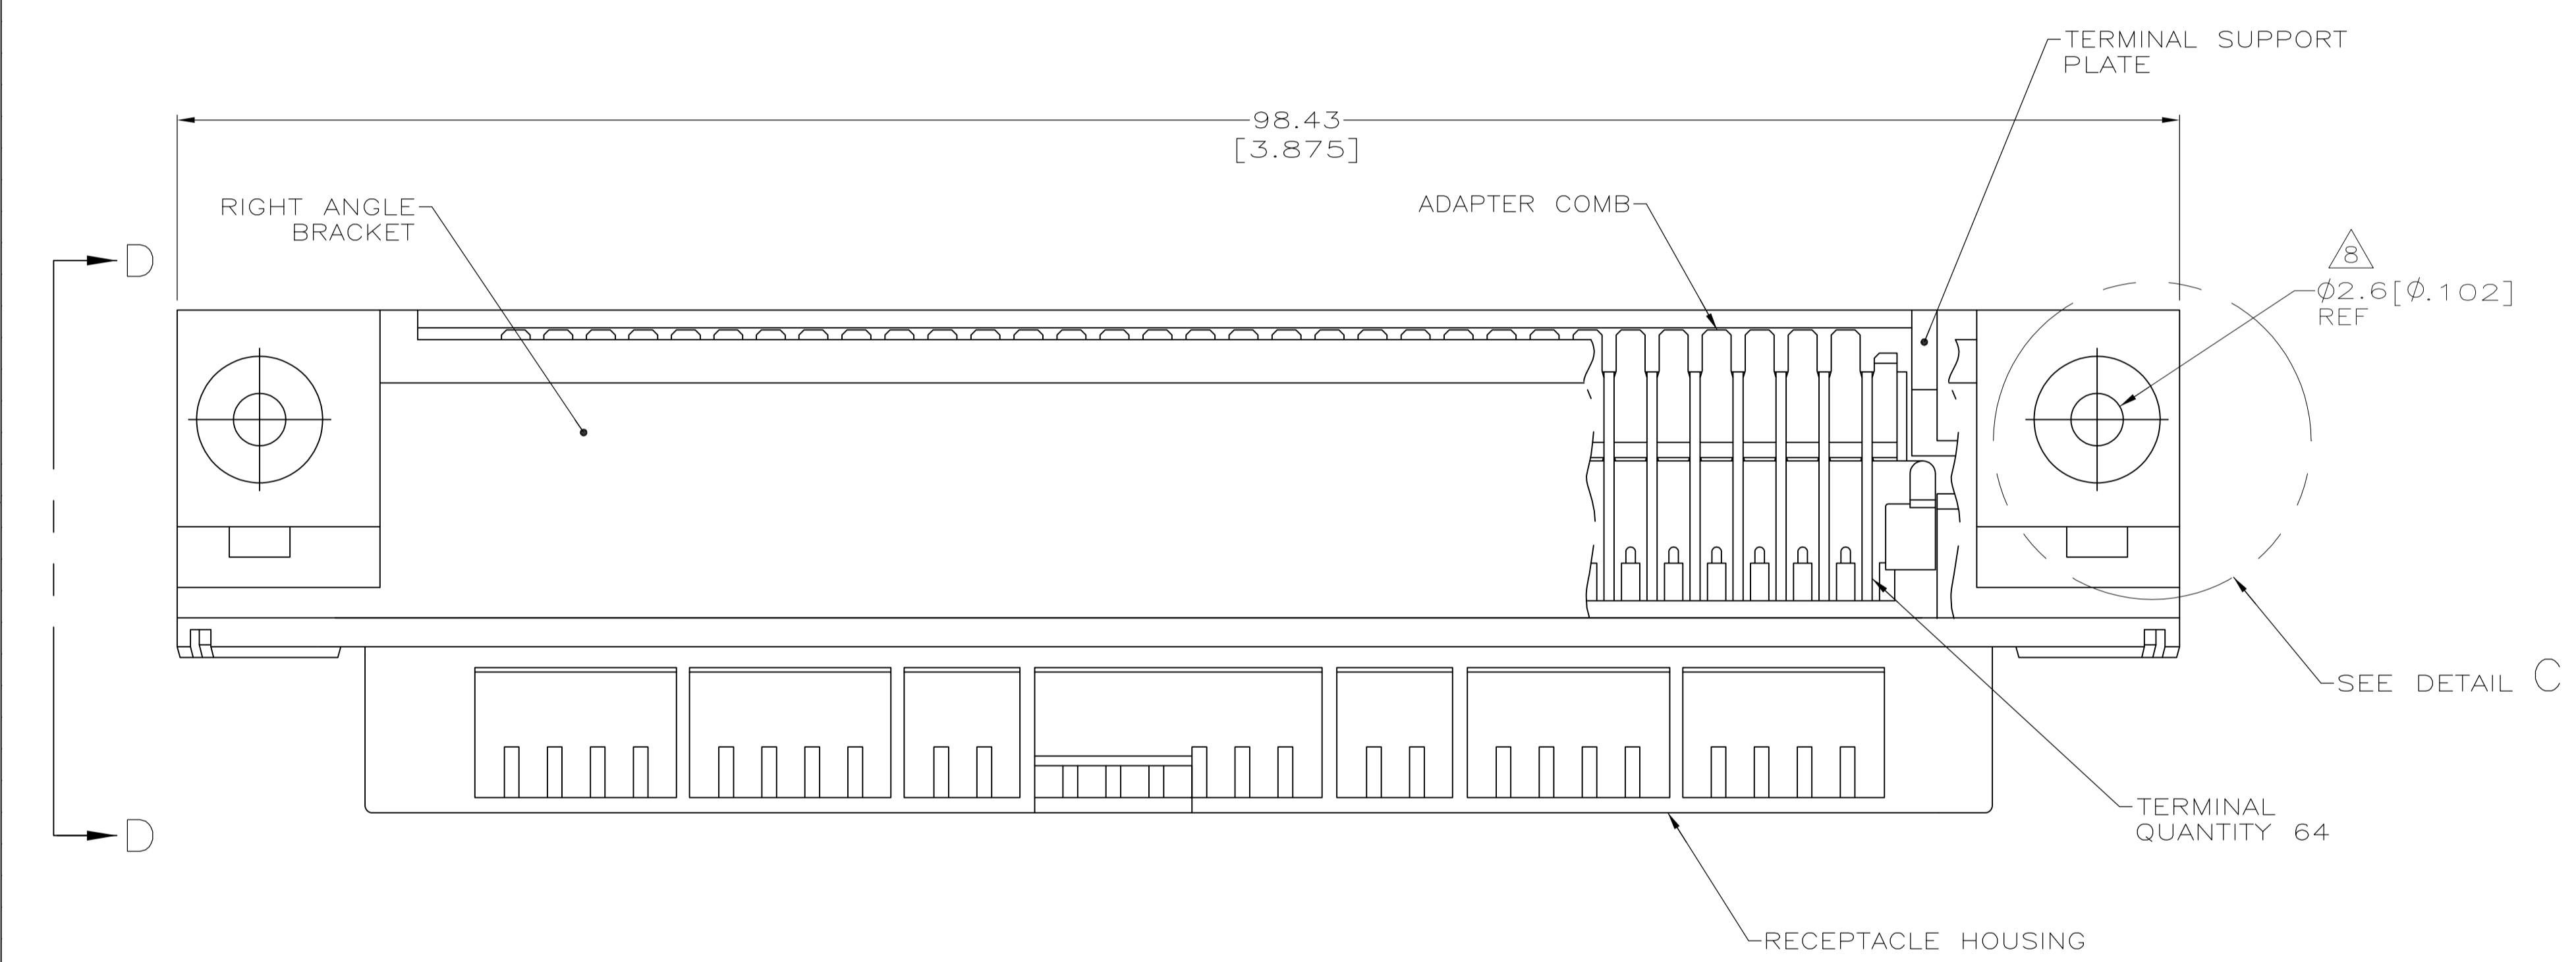 TERMINAL SUPPORT
PLATE
98.43
[3.875]
RIGHT ANGLE
BRACKET
ADAPTER COMB
D
8
Ø2.6[Ø.102]
REF
SEE DETAIL C
TERMINAL
QUANTITY 64
D
RECEPTACLE HOUSING